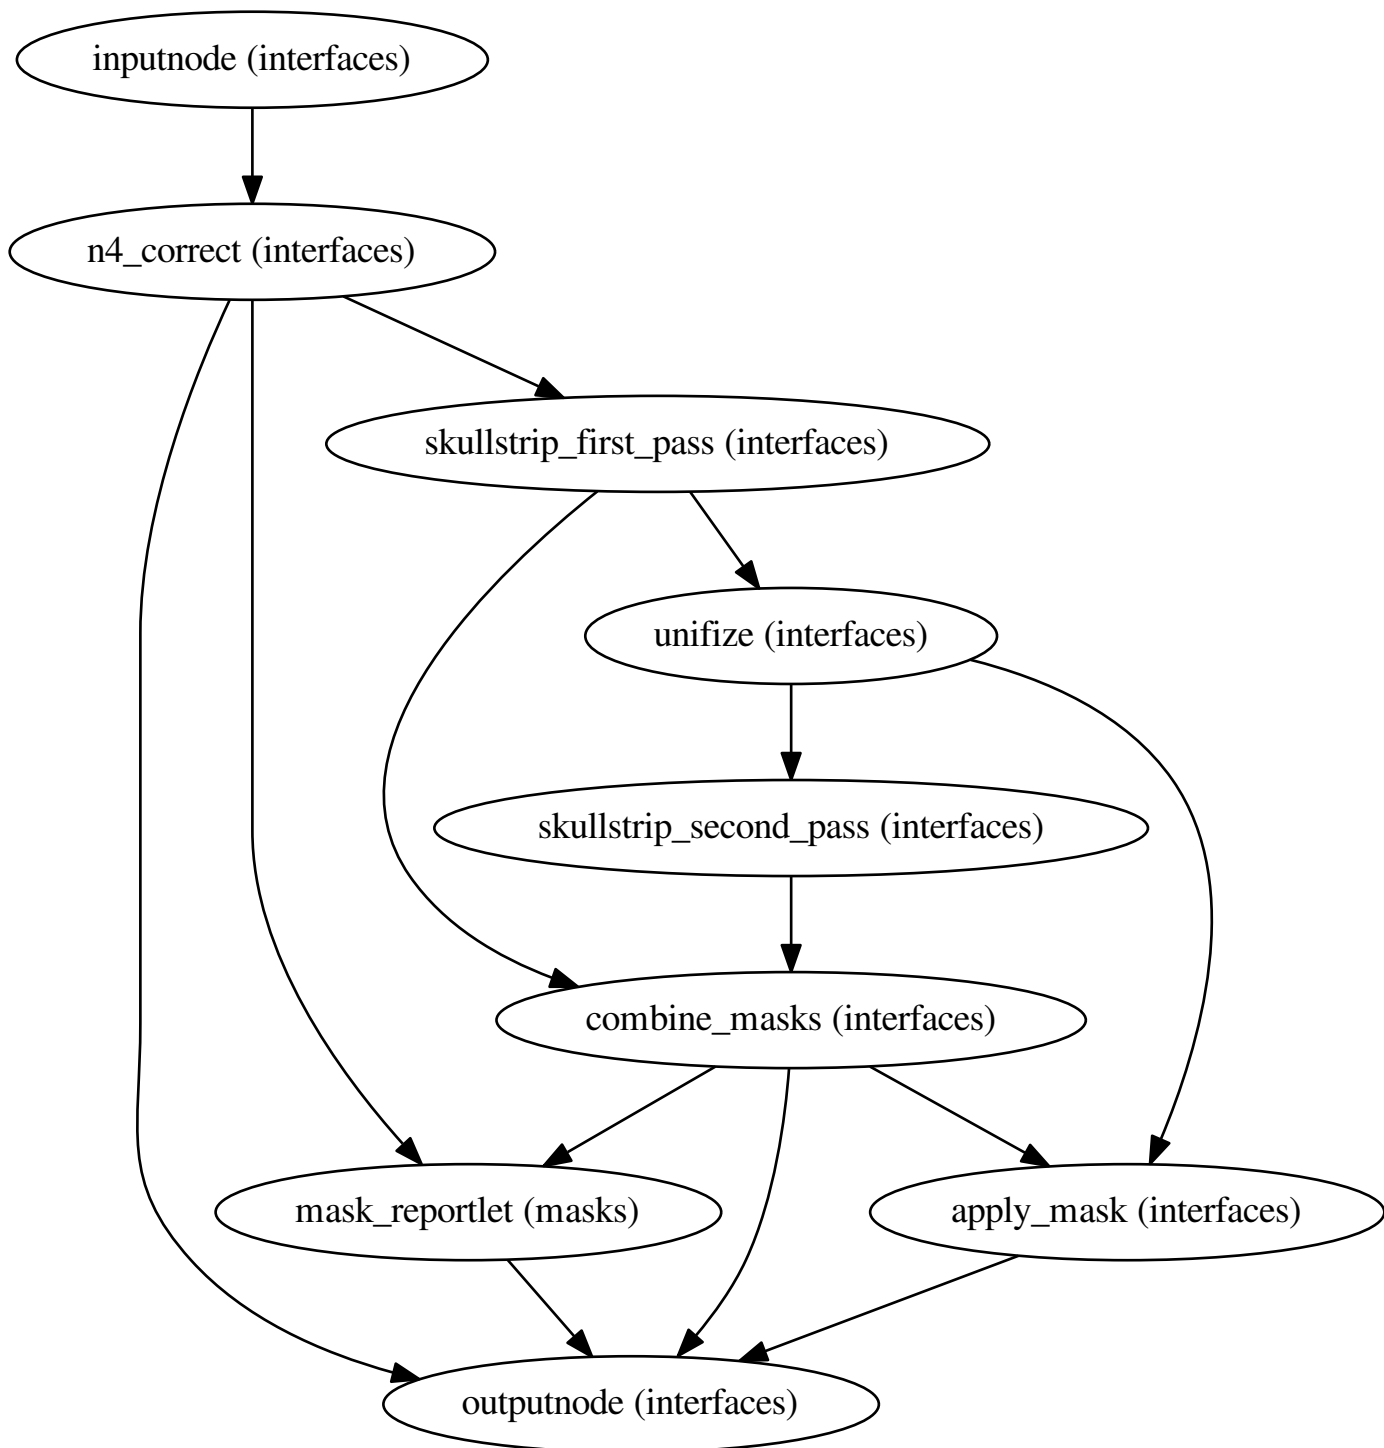 inputnode (interfaces)
n4_correct (interfaces)
skullstrip_first_pass (interfaces)
unifize (interfaces)
skullstrip_second_pass (interfaces)
combine_masks (interfaces)
mask_reportlet (masks)
apply_mask (interfaces)
outputnode (interfaces)